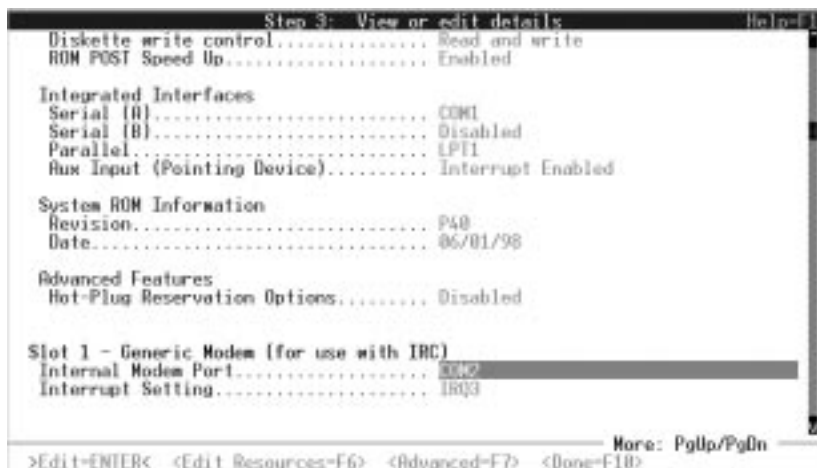 Step 3: View or edit details Help=F1
Diskette write control............... Read and write
ROM POST Speed Up.................... Enabled
Integrated Interfaces
Serial (A)........................... COM1
Serial (B)........................... Disabled
Parallel............................. LPT1
Aux Input (Pointing Device).......... Interrupt Enabled
System ROM Information
Revision............................. P40
Date................................. 06/01/98
Advanced Features
Hot-Plug Reservation Options......... Disabled
Slot 1 - Generic Modem (for use with IRC)
Internal Modem Port.................. COM2
Interrupt Setting.................... IRQ3
More: PgUp/PgDn
>Edit=ENTER< <Edit Resources=F6> <Advanced=F7> <Done=F10>